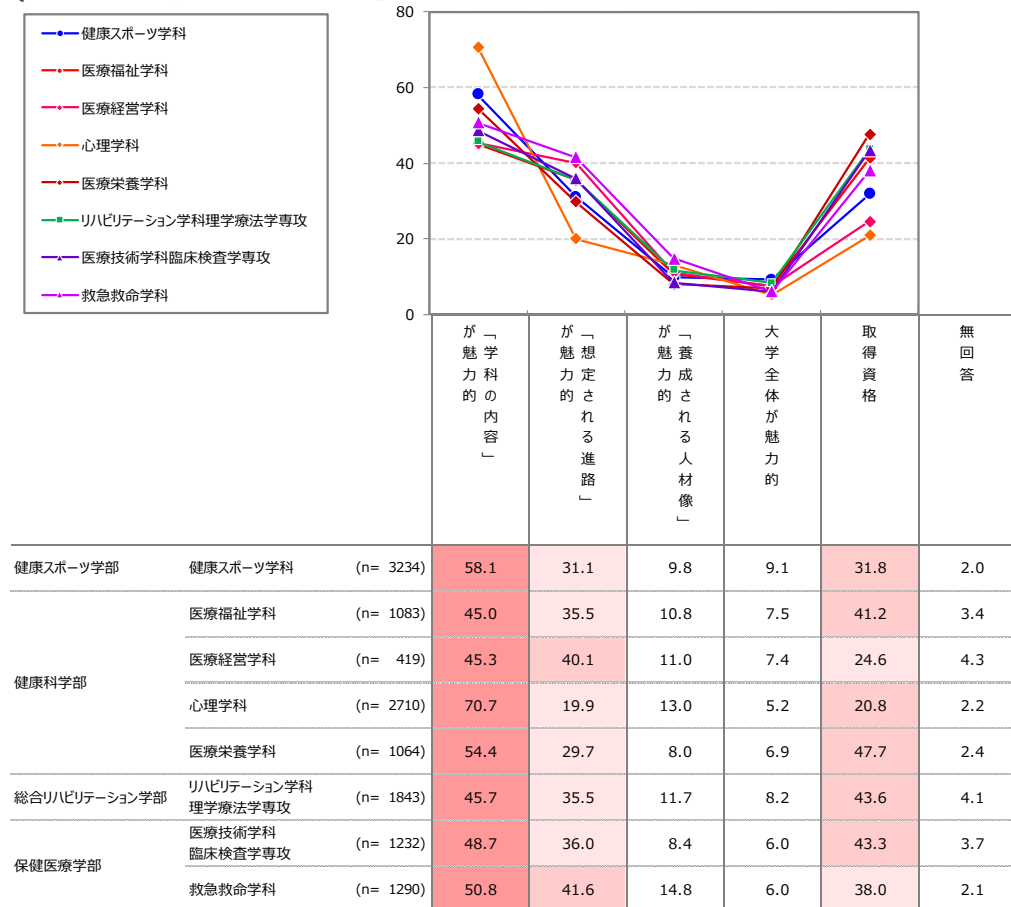 健康スポーツ学科
医療福祉学科
医療経営学科
心理学科
医療栄養学科
リハビリテーション学科理学療法学専攻
医療技術学科臨床検査学専攻
救急救命学科
80
60
40
20
0
「学科の内容」
が魅力的
「想定される進路」
が魅力的
「養成される人材像」
が魅力的
大学全体が魅力的
取得資格
無回答
健康スポーツ学部 健康スポーツ学科 (n= 3234) 58.1 31.1 9.8 9.1 31.8 2.0
健康科学部
医療福祉学科 (n= 1083) 45.0 35.5 10.8 7.5 41.2 3.4
医療経営学科 (n= 419) 45.3 40.1 11.0 7.4 24.6 4.3
心理学科 (n= 2710) 70.7 19.9 13.0 5.2 20.8 2.2
医療栄養学科 (n= 1064) 54.4 29.7 8.0 6.9 47.7 2.4
総合リハビリテーション学部
リハビリテーション学科
理学療法学専攻
(n= 1843) 45.7 35.5 11.7 8.2 43.6 4.1
保健医療学部
医療技術学科
臨床検査学専攻
(n= 1232) 48.7 36.0 8.4 6.0 43.3 3.7
救急救命学科 (n= 1290) 50.8 41.6 14.8 6.0 38.0 2.1